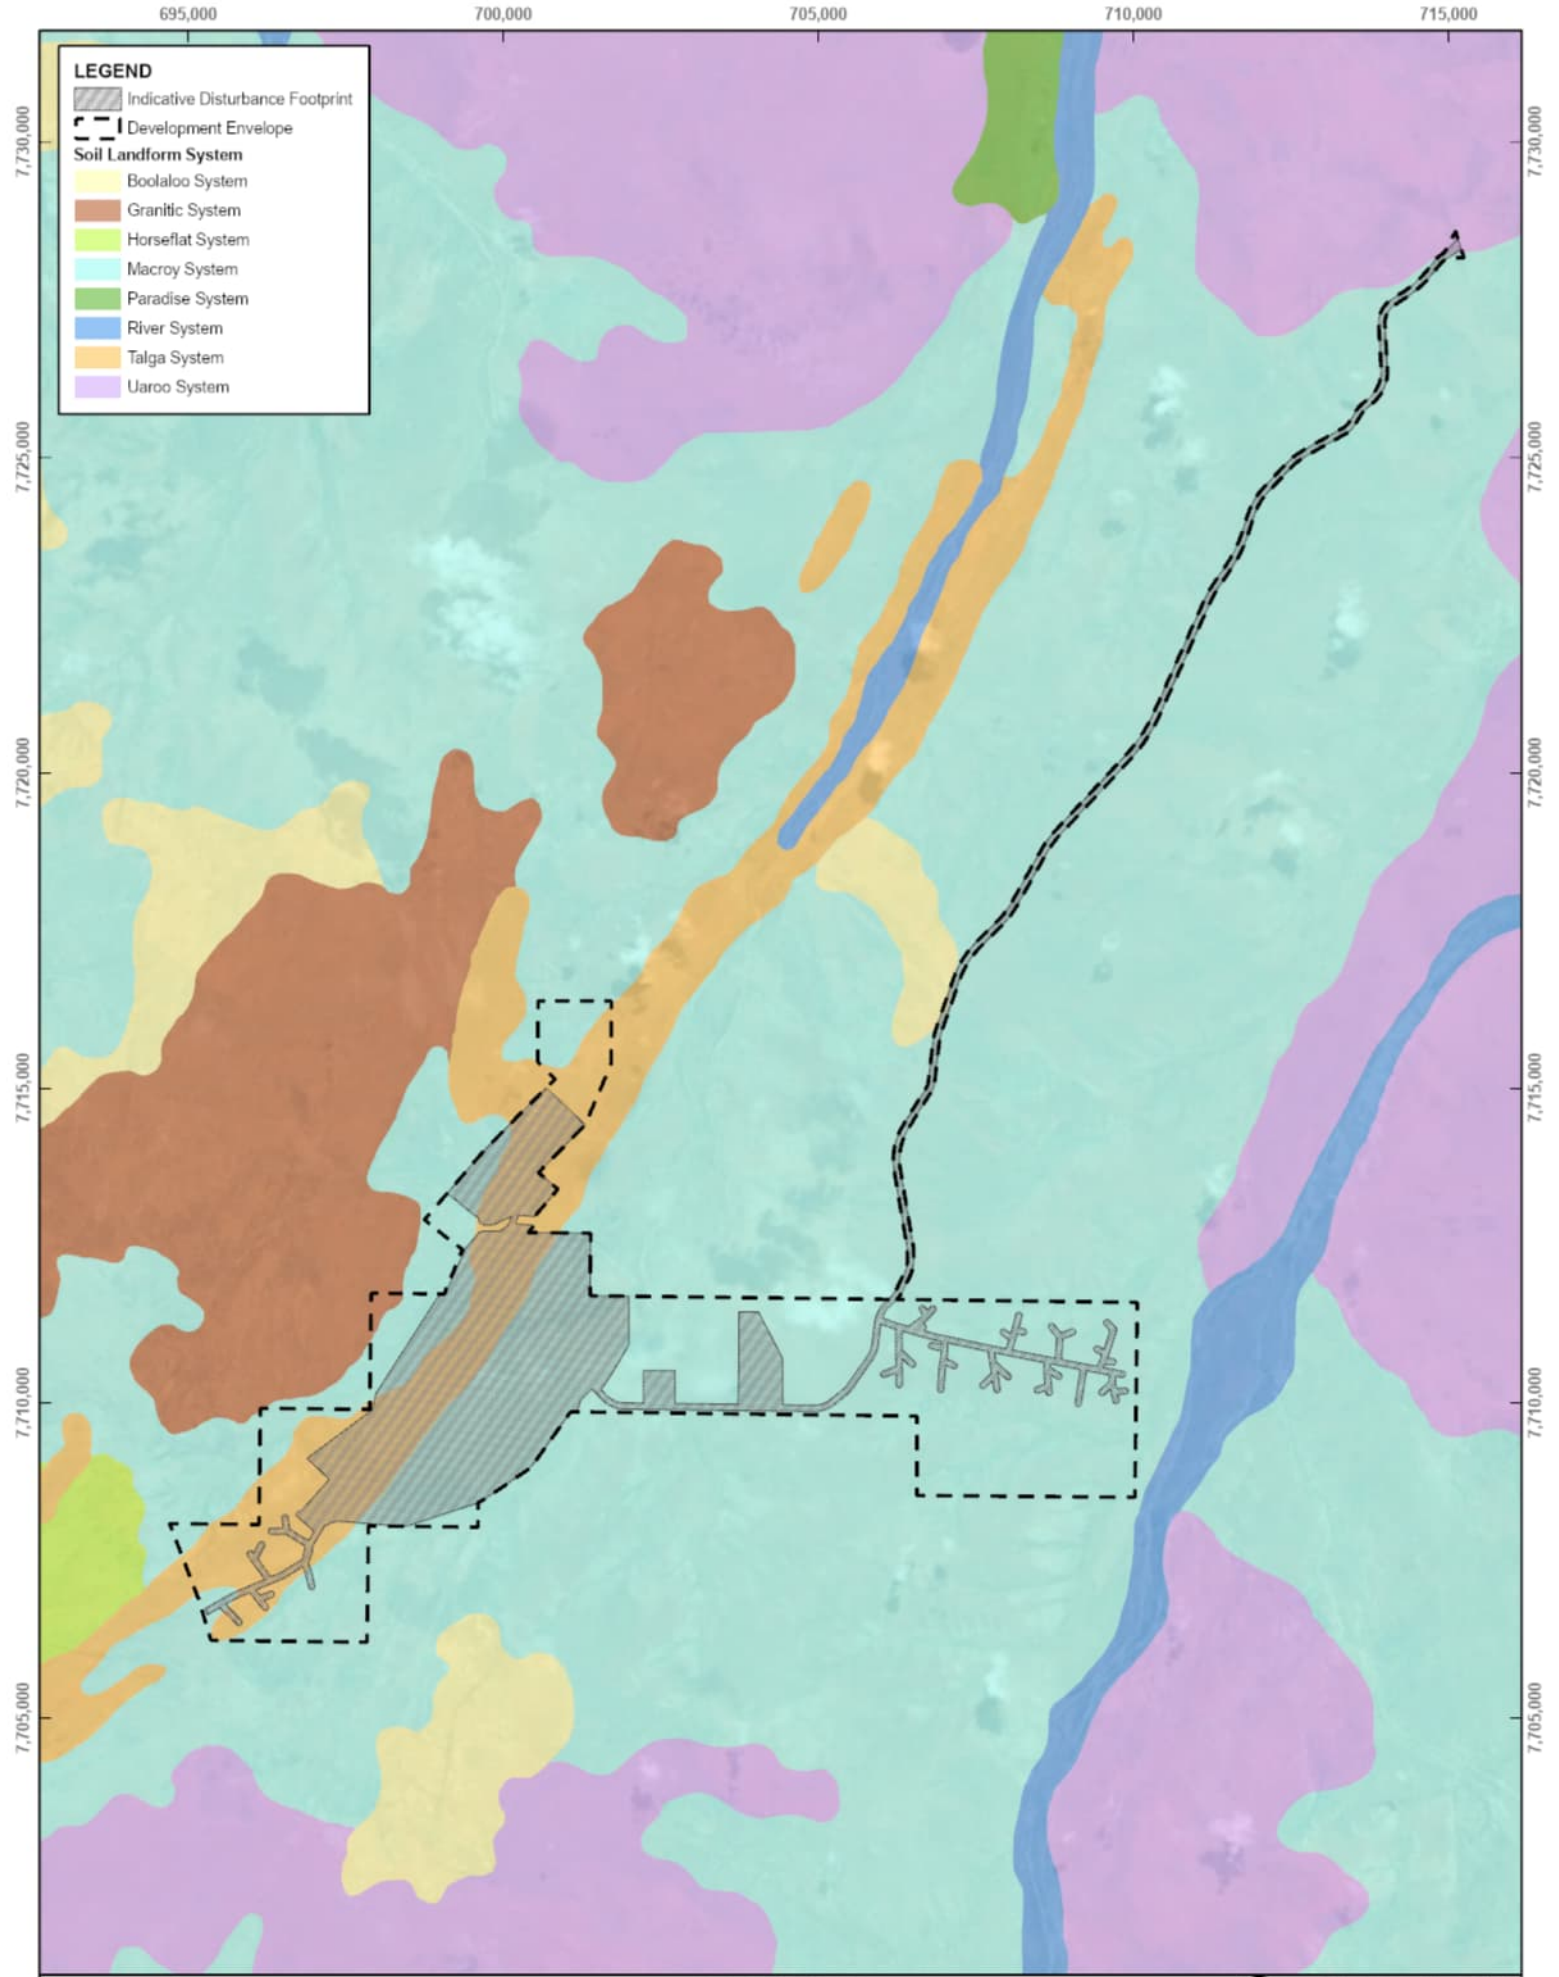 695,000 700,000 705,000 710,000 715,000
LEGEND
Indicative Disturbance Footprint
Development Envelope
Soil Landform System
Boolaloo System
Granitic System
Horseflat System
Macroy System
Paradise System
River System
Talga System
Uaroo System
7,730,000 7,730,000
7,725,000 7,725,000
7,720,000 7,720,000
7,715,000 7,715,000
7,710,000 7,710,000
7,705,000 7,705,000